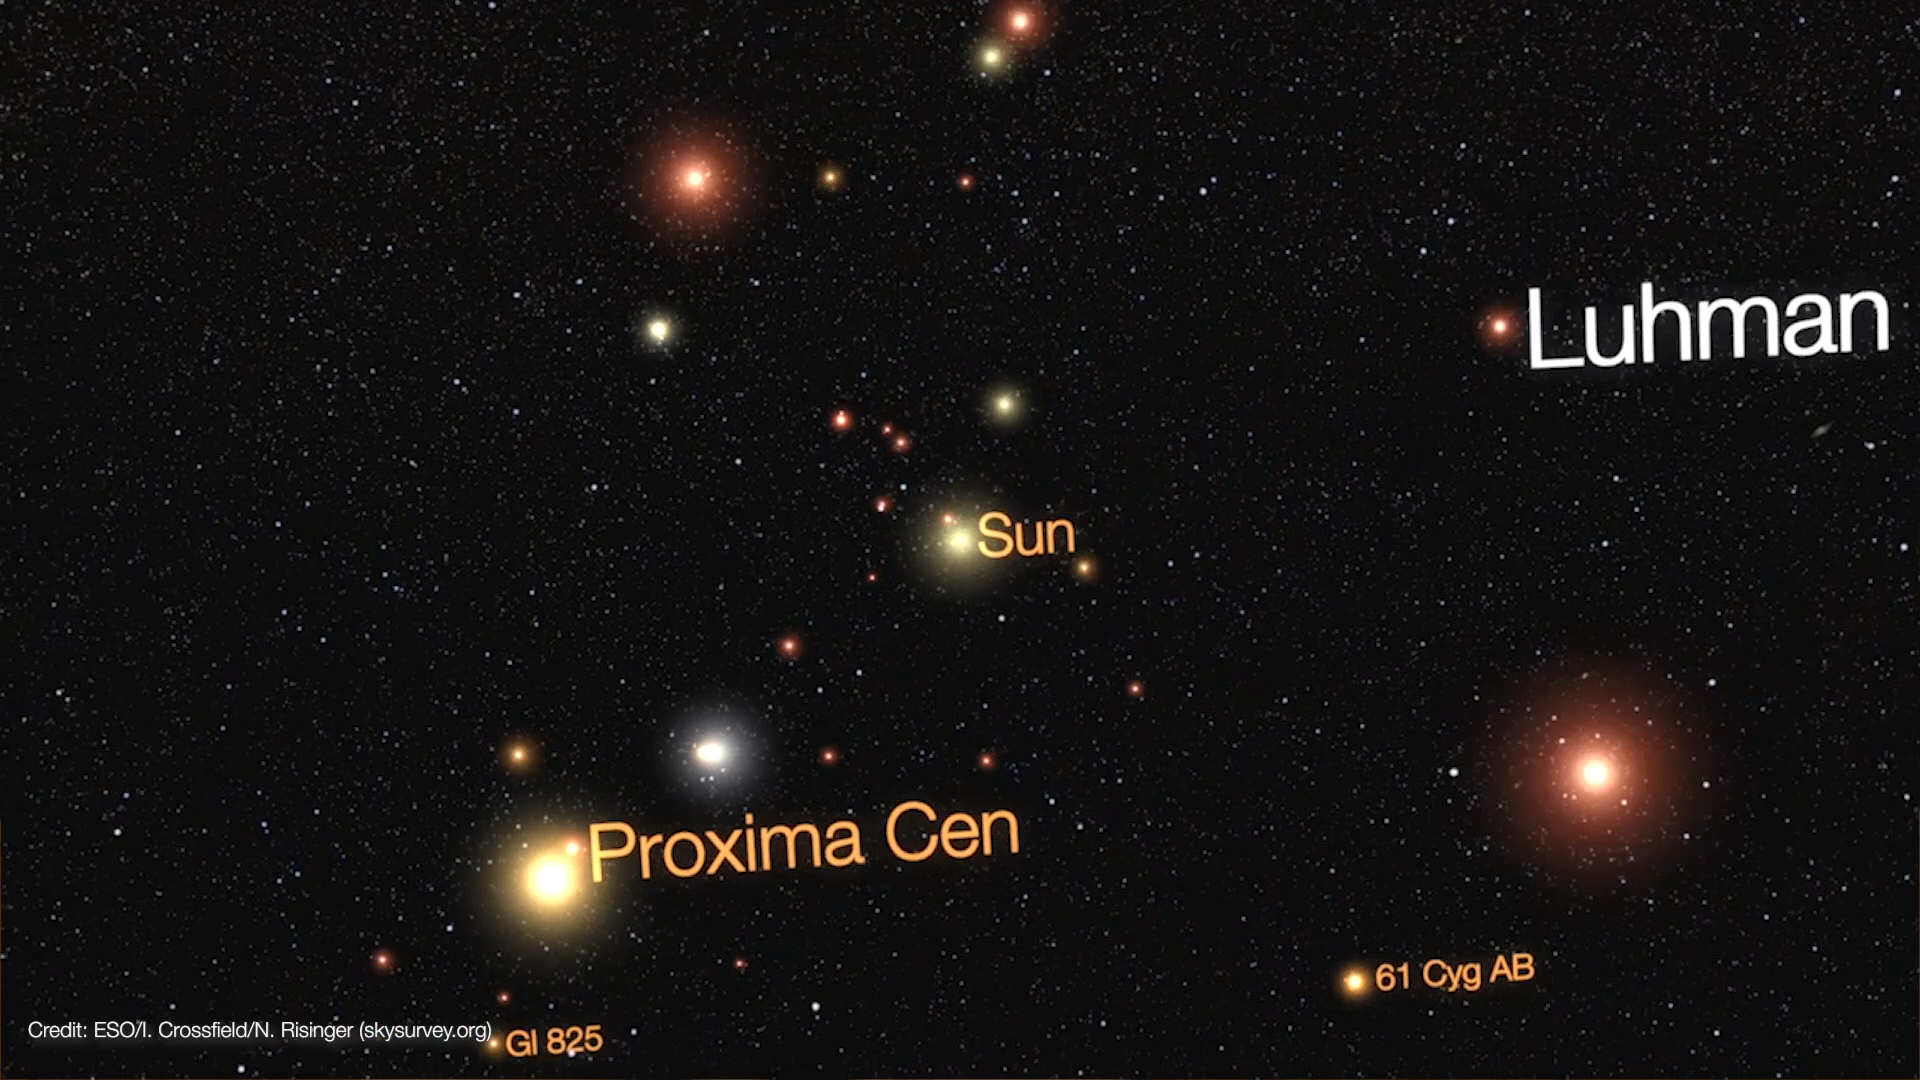 Luhman
Sun
Proxima Cen
61 Cyg AB
Credit: ESO/I. Crossfield/N. Risinger (skysurvey.org)
Gl 825